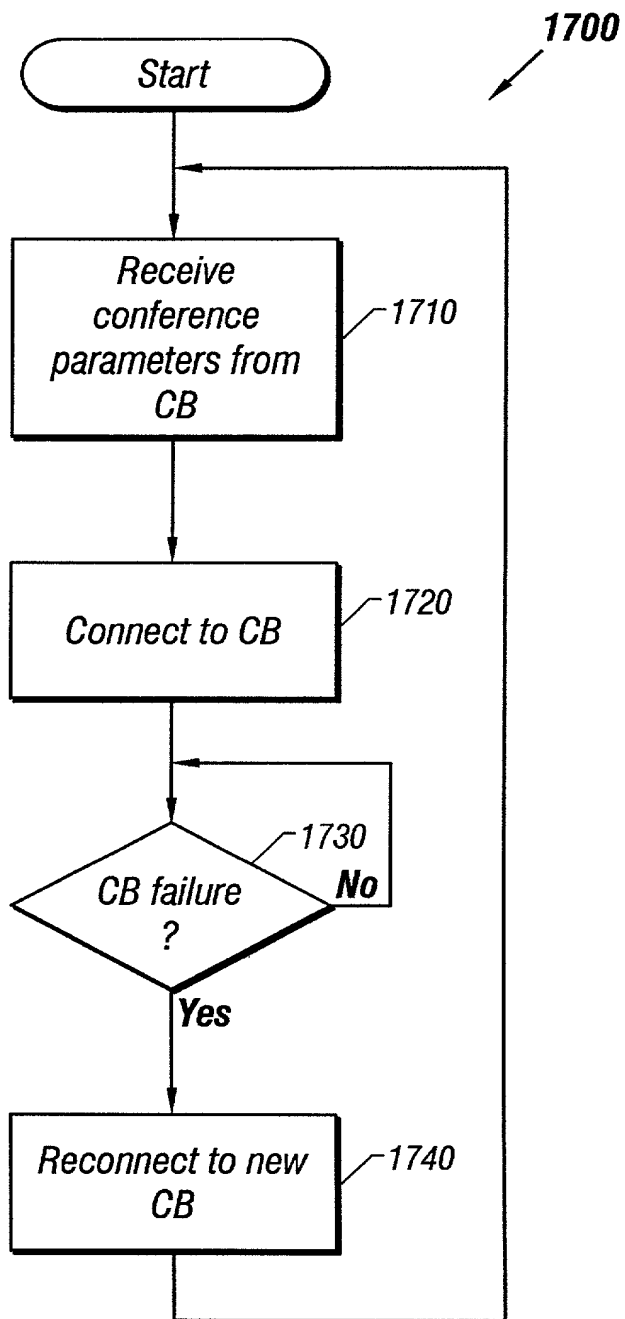 1700
Start
Receive
conference
parameters from
CB
1710
Connect to CB
1720
1730
CB failure
?
No
Yes
Reconnect to new
CB
1740